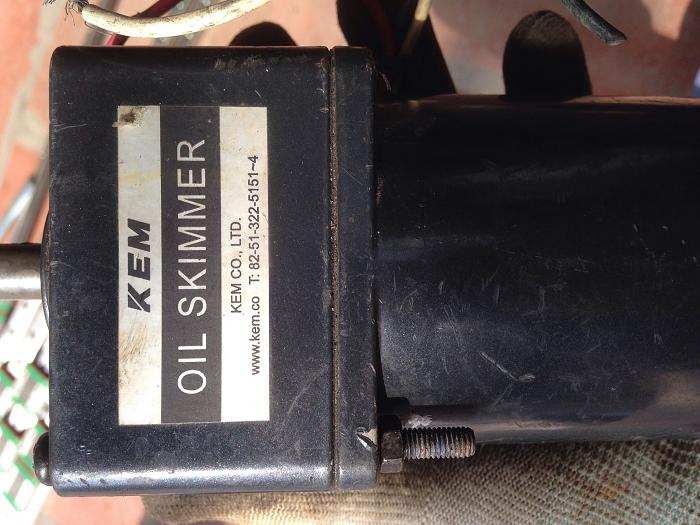 KEM
OIL SKIMMER
KEM CO., LTD.
www.kem.co T: 82-51-322-5151~4